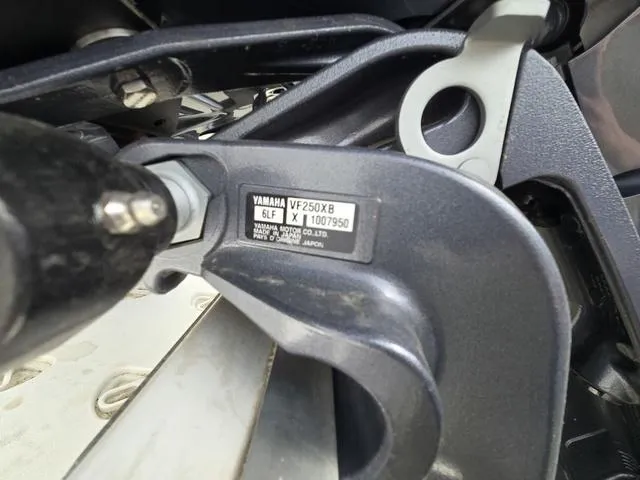 YAMAHA VF250XB
6LF X 1007950
YAMAHA MOTOR CO.,LTD.
MADE IN JAPAN
PAYS D'ORIGINE JAPON